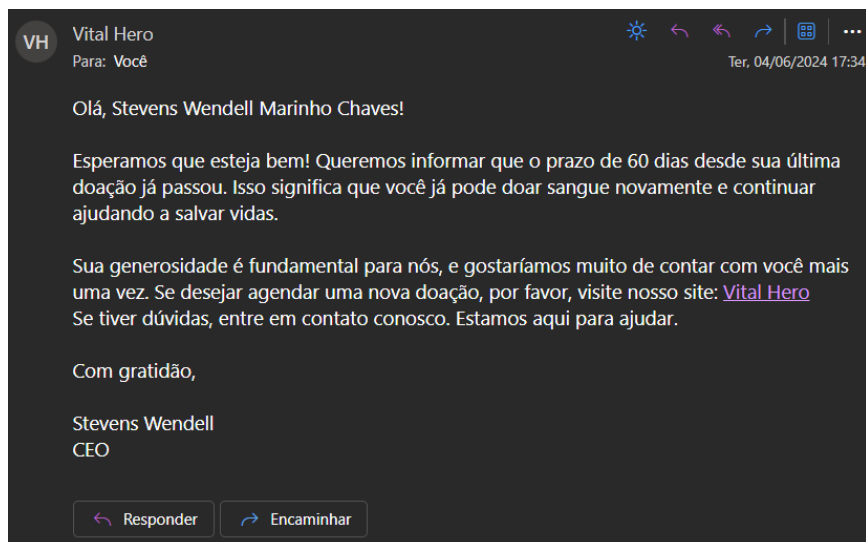 VH
Vital Hero
Para: Você
Ter, 04/06/2024 17:34
Olá, Stevens Wendell Marinho Chaves!
Esperamos que esteja bem! Queremos informar que o prazo de 60 dias desde sua última
doação já passou. Isso significa que você já pode doar sangue novamente e continuar
ajudando a salvar vidas.
Sua generosidade é fundamental para nós, e gostaríamos muito de contar com você mais
uma vez. Se desejar agendar uma nova doação, por favor, visite nosso site: Vital Hero
Se tiver dúvidas, entre em contato conosco. Estamos aqui para ajudar.
Com gratidão,
Stevens Wendell
CEO
Responder
Encaminhar